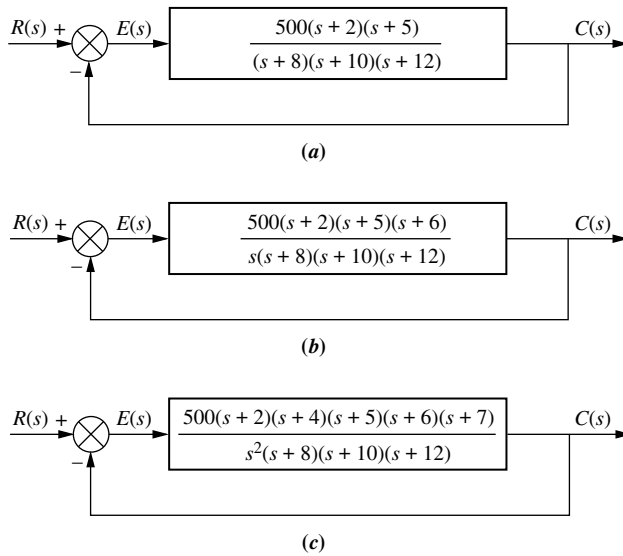 R(s) + E(s) 500(s + 2)(s + 5) C(s)
− (s + 8)(s + 10)(s + 12)
(a)
R(s) + E(s) 500(s + 2)(s + 5)(s + 6) C(s)
− s(s + 8)(s + 10)(s + 12)
(b)
R(s) + E(s) 500(s + 2)(s + 4)(s + 5)(s + 6)(s + 7) C(s)
− s²(s + 8)(s + 10)(s + 12)
(c)